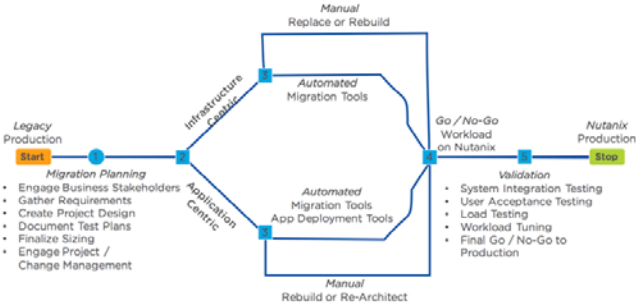 Manual
Replace or Rebuild
Infrastructure
Centric
3
Automated
Migration Tools
Legacy
Production
Start
1
2
Go / No-Go
Workload
on Nutanix
4
5
Nutanix
Production
Stop
Migration Planning
• Engage Business Stakeholders
• Gather Requirements
• Create Project Design
• Document Test Plans
• Finalize Sizing
• Engage Project /
Change Management
Application
Centric
3
Automated
Migration Tools
App Deployment Tools
Validation
• System Integration Testing
• User Acceptance Testing
• Load Testing
• Workload Tuning
• Final Go / No-Go to
Production
Manual
Rebuild or Re-Architect